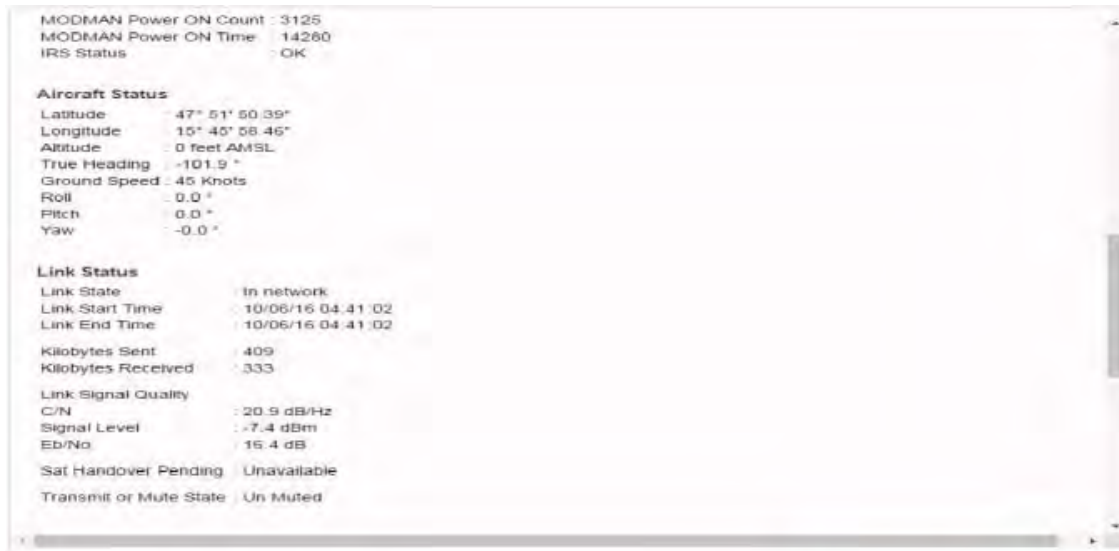 MODMAN Power ON Count : 3125
MODMAN Power ON Time : 14260
IRS Status : OK
Aircraft Status
Latitude : 47° 51' 50.39"
Longitude : 15° 45' 58.46"
Altitude : 0 feet AMSL
True Heading : -101.9 °
Ground Speed : 45 Knots
Roll : 0.0 °
Pitch : 0.0 °
Yaw : -0.0 °
Link Status
Link State : In network
Link Start Time : 10/06/16 04:41:02
Link End Time : 10/06/16 04:41:02
Kilobytes Sent : 409
Kilobytes Received : 333
Link Signal Quality
C/N : 20.9 dB/Hz
Signal Level : -7.4 dBm
Eb/No : 16.4 dB
Sat Handover Pending : Unavailable
Transmit or Mute State : Un Muted